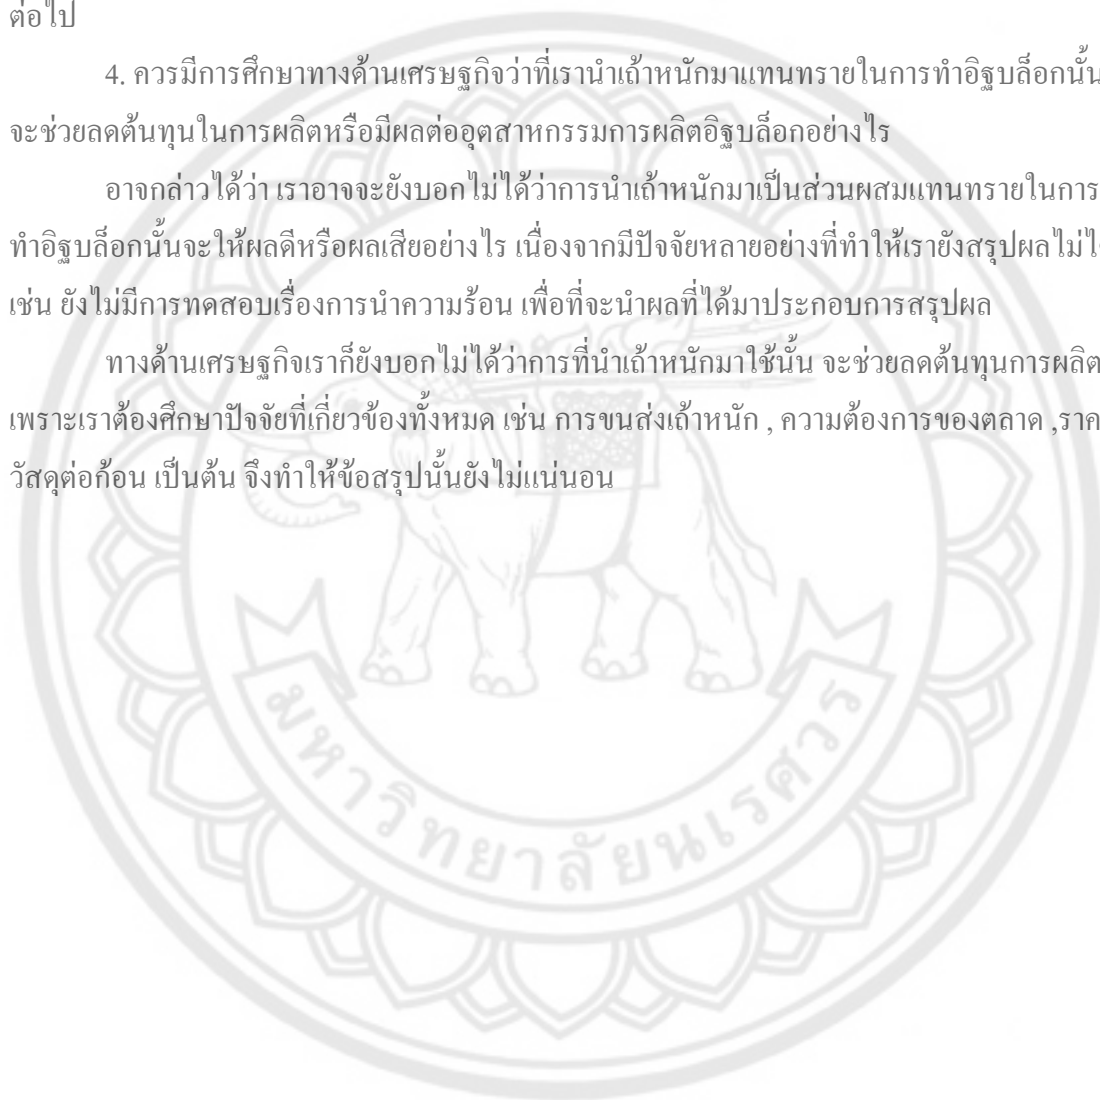 ต่อไป
4. ควรมีการศึกษาทางด้านเศรษฐกิจว่าที่เรานำเถ้าหนักมาแทนทรายในการทำอิฐบล็อกนั้น
จะช่วยลดต้นทุนในการผลิตหรือมีผลต่ออุตสาหกรรมการผลิตอิฐบล็อกอย่างไร
อาจกล่าวได้ว่า เราอาจจะยังบอกไม่ได้ว่าการนำเถ้าหนักมาเป็นส่วนผสมแทนทรายในการ
ทำอิฐบล็อกนั้นจะให้ผลดีหรือผลเสียอย่างไร เนื่องจากมีปัจจัยหลายอย่างที่ทำให้เรายังสรุปผลไม่ไ
เช่น ยังไม่มีการทดสอบเรื่องการนำความร้อน เพื่อที่จะนำผลที่ได้มาประกอบการสรุปผล
ทางด้านเศรษฐกิจเราก็ยังบอกไม่ได้ว่าการที่นำเถ้าหนักมาใช้นั้น จะช่วยลดต้นทุนการผลิต
เพราะเราต้องศึกษาปัจจัยที่เกี่ยวข้องทั้งหมด เช่น การขนส่งเถ้าหนัก , ความต้องการของตลาด ,ราค
วัสดุต่อก้อน เป็นต้น จึงทำให้ข้อสรุปนั้นยังไม่แน่นอน
มหาวิทยาลัยนเรศวร